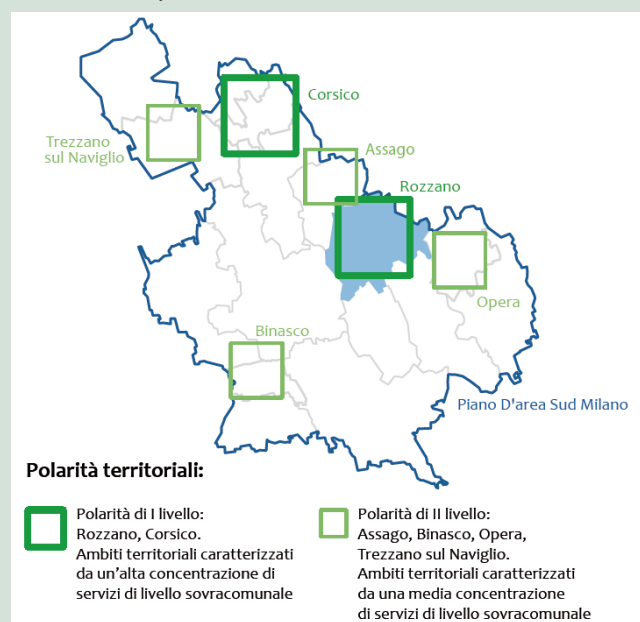 Corsico
Trezzano
sul Naviglio
Assago
Rozzano
Opera
Binasco
Piano D'area Sud Milano
Polarità territoriali:
Polarità di I livello:
Rozzano, Corsico.
Ambiti territoriali caratterizzati
da un'alta concentrazione di
servizi di livello sovracomunale
Polarità di II livello:
Assago, Binasco, Opera,
Trezzano sul Naviglio.
Ambiti territoriali caratterizzati
da una media concentrazione
di servizi di livello sovracomunale